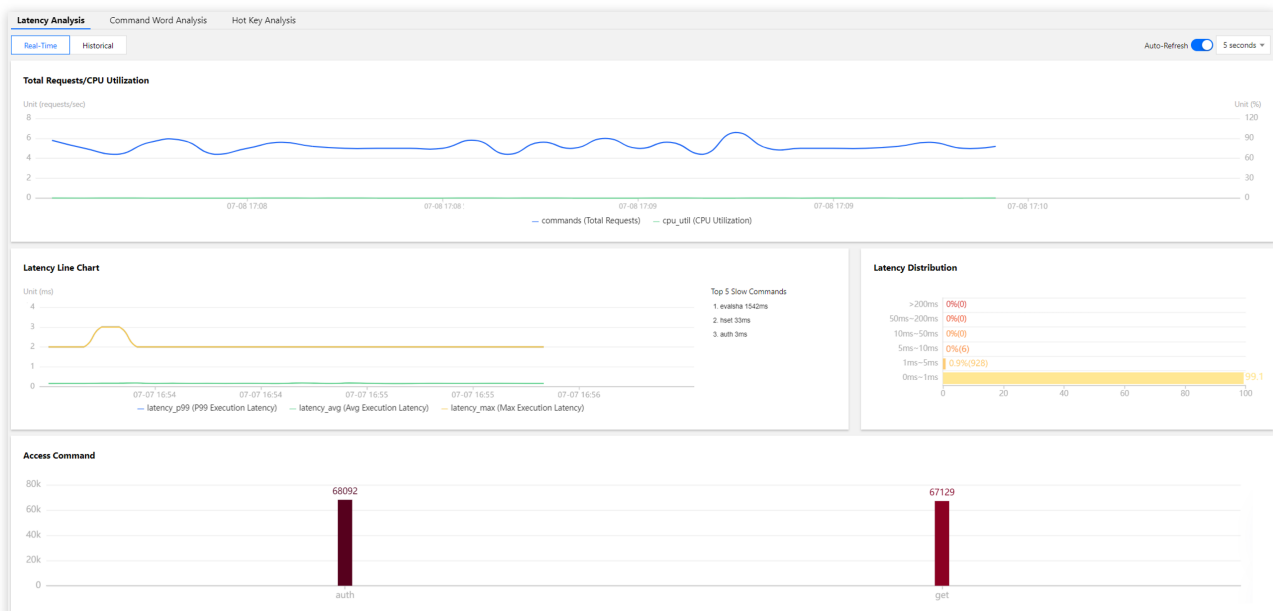 Latency Analysis Command Word Analysis Hot Key Analysis
Real-Time Historical Auto-Refresh 5 seconds
Total Requests/CPU Utilization
Unit (requests/sec) Unit (%)
8 120
6 90
4 60
2 30
0 0
07-08 17:08 07-08 17:08 07-08 17:09 07-08 17:09 07-08 17:10
commands (Total Requests) cpu_util (CPU Utilization)
Latency Line Chart
Unit (ms)
4
3
2
1
0
07-07 16:54 07-07 16:54 07-07 16:55 07-07 16:55 07-07 16:56
latency_p99 (P99 Execution Latency) latency_avg (Avg Execution Latency) latency_max (Max Execution Latency)
Top 5 Slow Commands
1. evalsha 1542ms
2. hset 33ms
3. auth 3ms
Latency Distribution
>200ms 0%(0)
50ms~200ms 0%(0)
10ms~50ms 0%(0)
5ms~10ms 0%(6)
1ms~5ms 0.9%(928)
0ms~1ms 99.1
0 20 40 60 80 100
Access Command
80k
60k
40k
20k
0
68092 67129
auth get